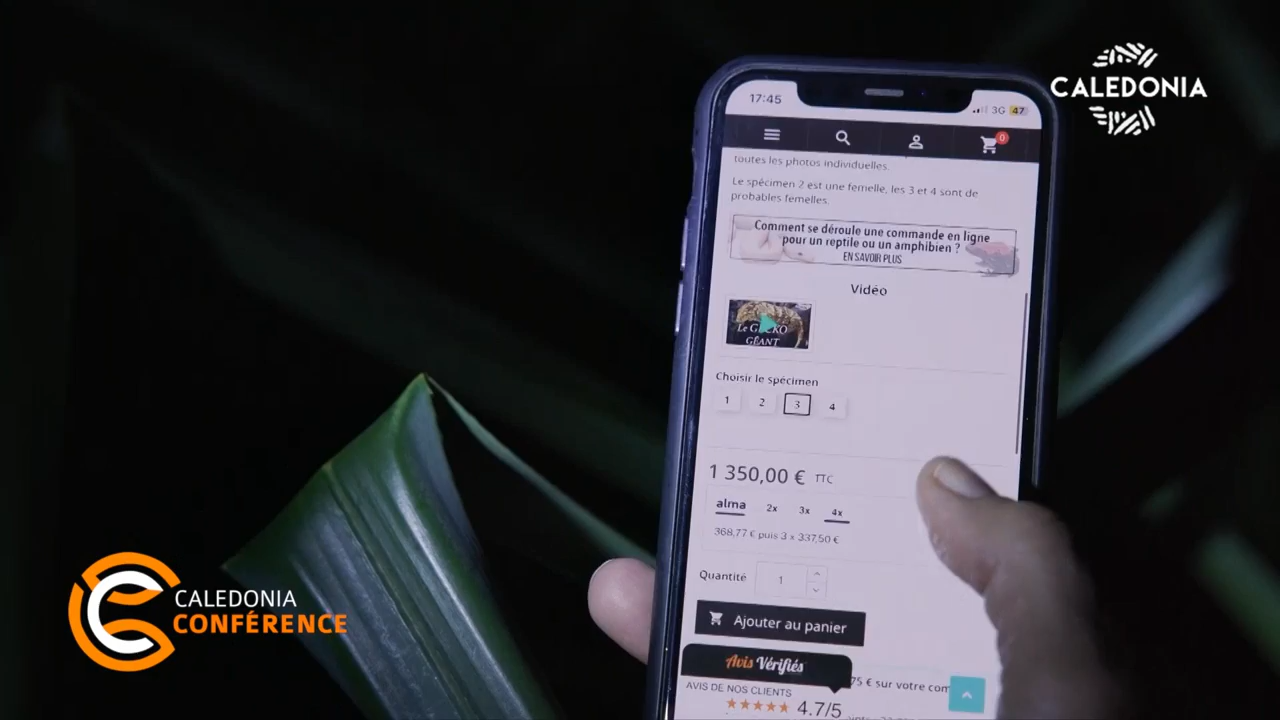 CALEDONIA
17:45
3G 47
0
toutes les photos individuelles.
Le spécimen 2 est une femelle, les 3 et 4 sont de
probables femelles.
Comment se déroule une commande en ligne
pour un reptile ou un amphibien ?
EN SAVOIR PLUS
Vidéo
Le GECKO
GÉANT
Choisir le spécimen
1 2 3 4
1 350,00 € TTC
alma 2x 3x 4x
368,77 € puis 3 x 337,50 €
Quantité 1
Ajouter au panier
Avis Vérifiés
75 € sur votre com
AVIS DE NOS CLIENTS
4.7/5
CALEDONIA
CONFÉRENCE